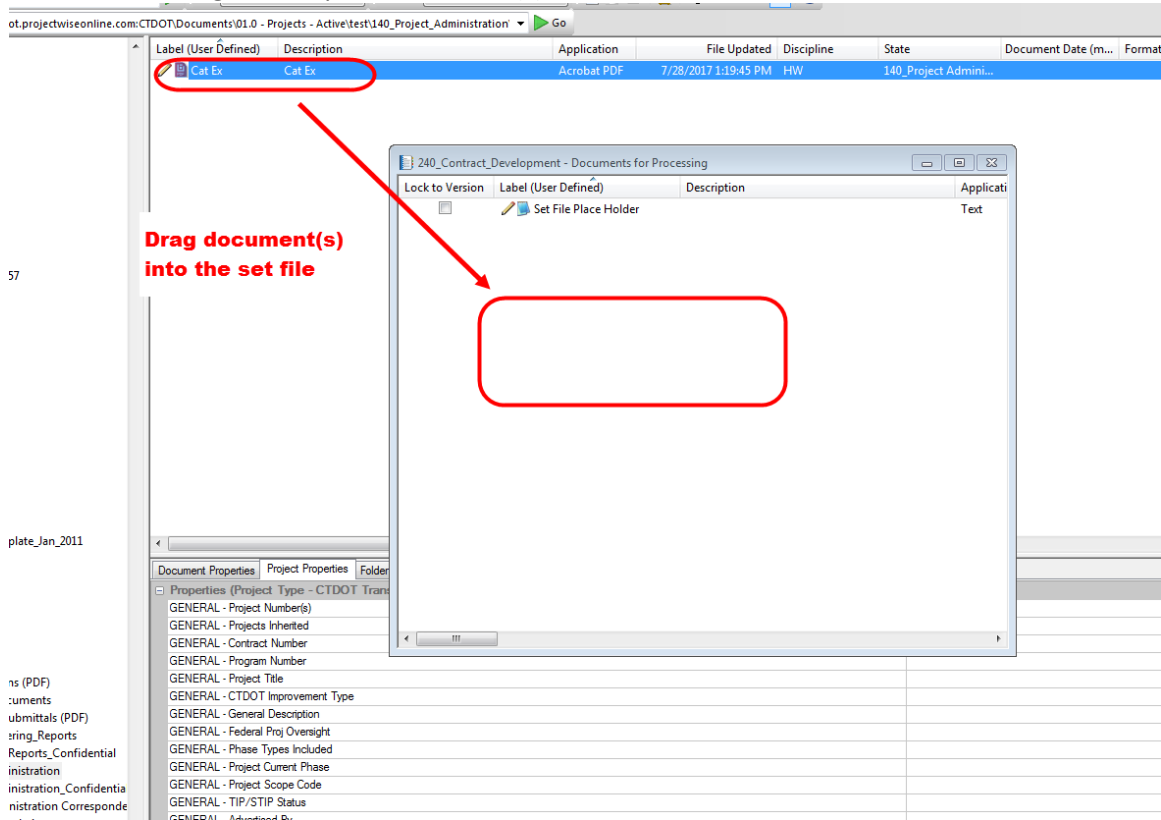 ot.projectwiseonline.com:CTDOT\Documents\01.0 - Projects - Active\test\140_Project_Administration\ Go
Label (User Defined) Description Application File Updated Discipline State Document Date (m... Format
Cat Ex Cat Ex Acrobat PDF 7/28/2017 1:19:45 PM HW 140_Project Admini...
240_Contract_Development - Documents for Processing
Lock to Version Label (User Defined) Description Applicati
Set File Place Holder Text
Drag document(s)
into the set file
57
plate_Jan_2011
Document Properties Project Properties Folder
Properties (Project Type - CTDOT Tran
GENERAL - Project Number(s)
GENERAL - Projects Inherited
GENERAL - Contract Number
GENERAL - Program Number
GENERAL - Project Title
ns (PDF)
GENERAL - CTDOT Improvement Type
cuments
GENERAL - General Description
ubmittals (PDF)
GENERAL - Federal Proj Oversight
ering_Reports
GENERAL - Phase Types Included
Reports_Confidential
GENERAL - Project Current Phase
inistration
GENERAL - Project Scope Code
inistration_Confidentia
GENERAL - TIP/STIP Status
nistration Corresponde
GENERAL - Advertised By